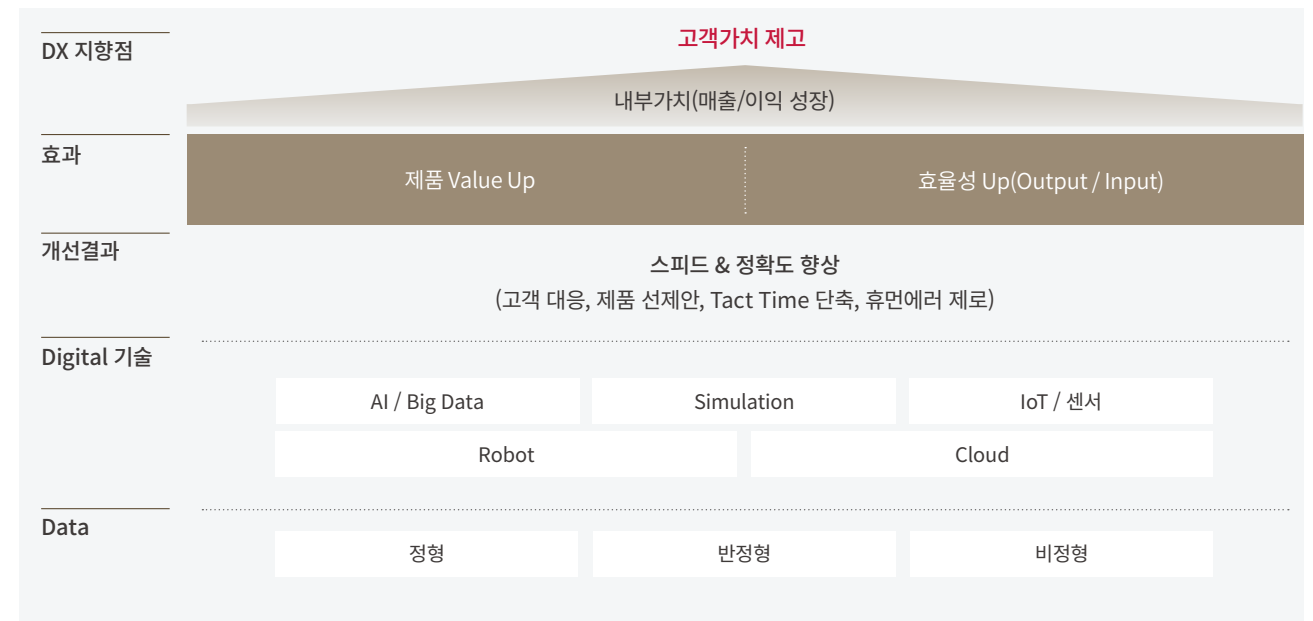 DX 지향점
고객가치 제고
내부가치(매출/이익 성장)
효과
제품 Value Up
효율성 Up(Output / Input)
개선결과
스피드 & 정확도 향상
(고객 대응, 제품 선제안, Tact Time 단축, 휴먼에러 제로)
Digital 기술
AI / Big Data
Simulation
IoT / 센서
Robot
Cloud
Data
정형
반정형
비정형